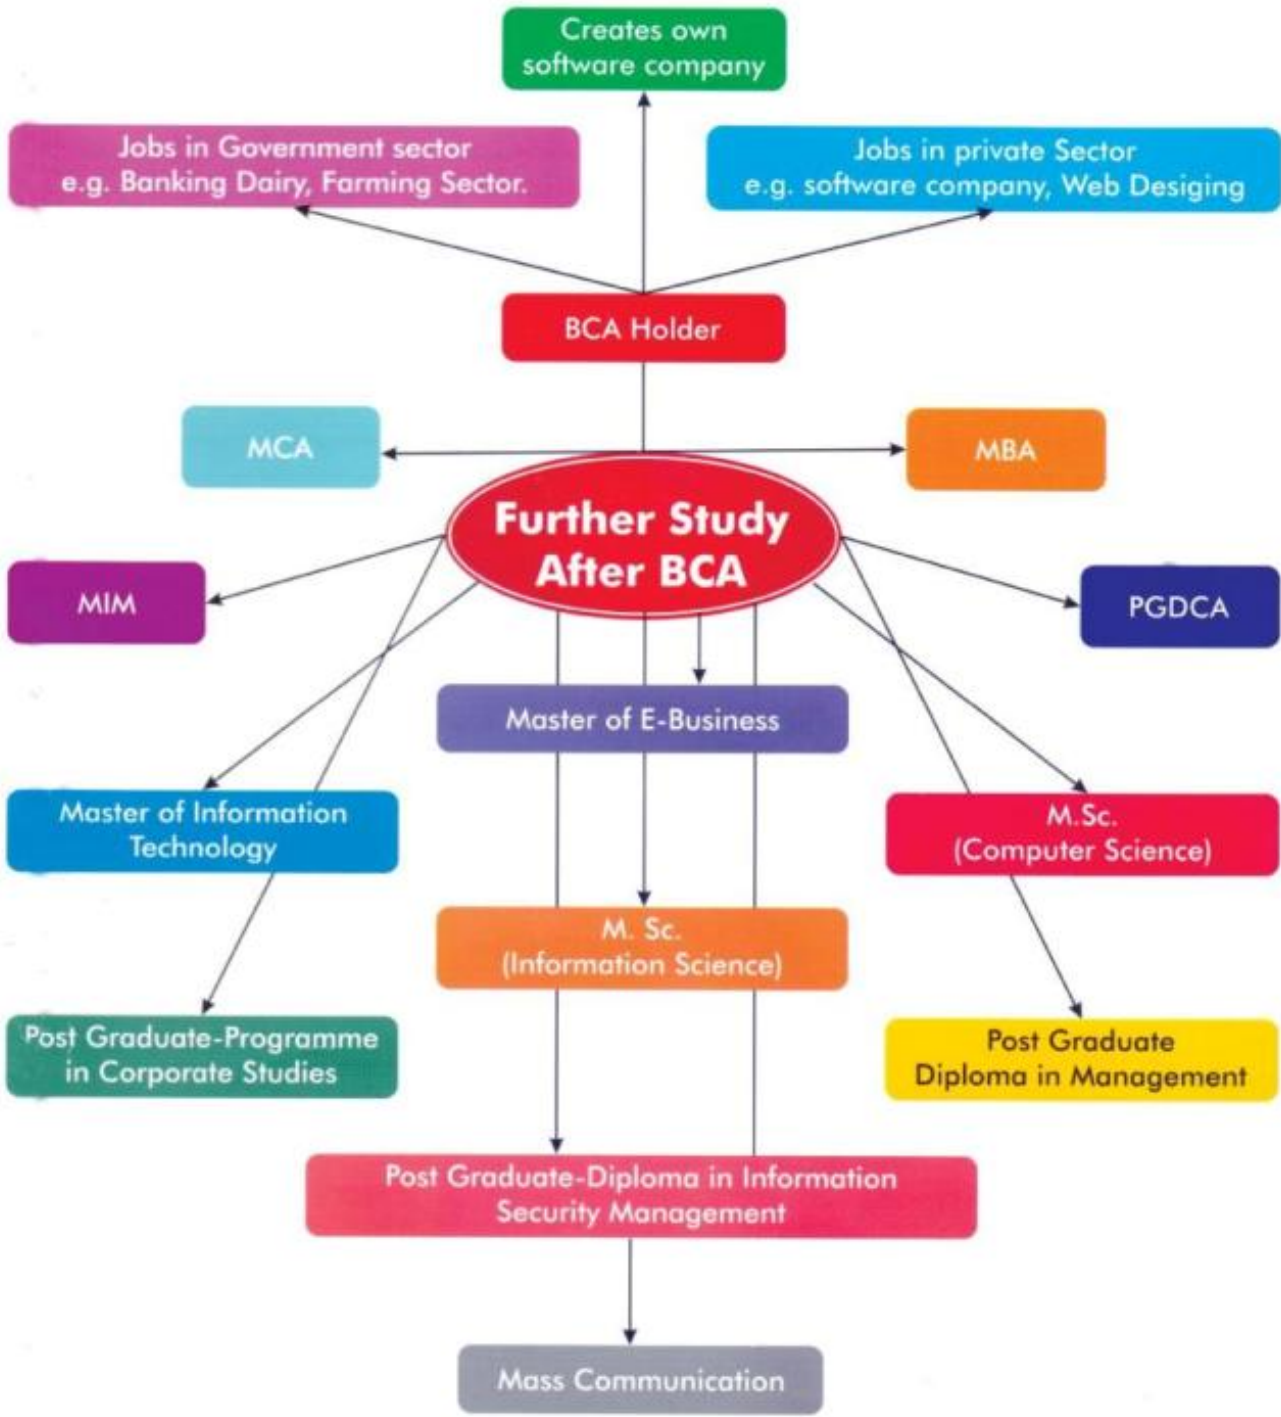 Creates own
software company
Jobs in Government sector
e.g. Banking Dairy, Farming Sector.
Jobs in private Sector
e.g. software company, Web Desiging
BCA Holder
MCA
MBA
Further Study
After BCA
MIM
PGDCA
Master of E-Business
Master of Information
Technology
M.Sc.
(Computer Science)
M. Sc.
(Information Science)
Post Graduate-Programme
in Corporate Studies
Post Graduate
Diploma in Management
Post Graduate-Diploma in Information
Security Management
Mass Communication